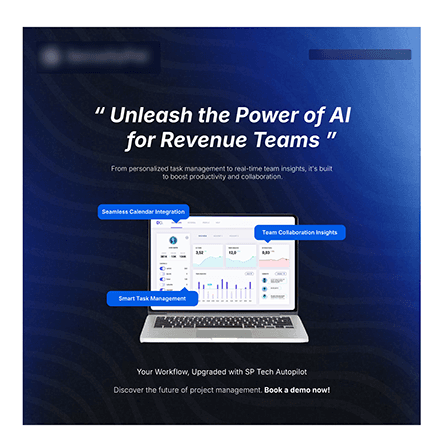 “ Unleash the Power of AI
for Revenue Teams ”
From personalized task management to real-time team insights, it's built
to boost productivity and collaboration.
Seamless Calendar Integration
Team Collaboration Insights
Smart Task Management
Your Workflow, Upgraded with SP Tech Autopilot
Discover the future of project management. Book a demo now!